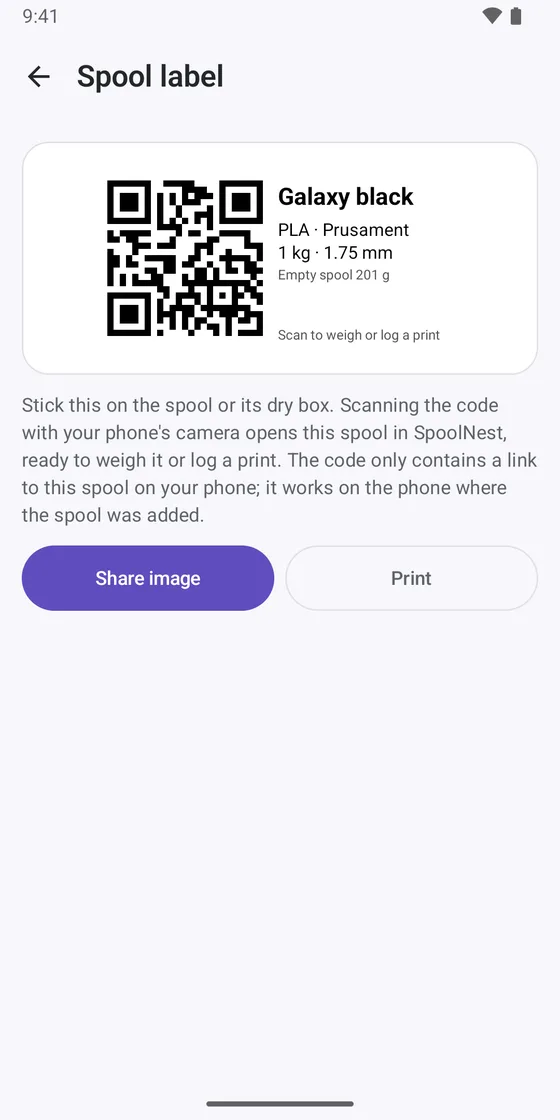 9:41
Spool label
Galaxy black
PLA · Prusament
1 kg · 1.75 mm
Empty spool 201 g
Scan to weigh or log a print
Stick this on the spool or its dry box. Scanning the code
with your phone's camera opens this spool in SpoolNest,
ready to weigh it or log a print. The code only contains a link
to this spool on your phone; it works on the phone where
the spool was added.
Share image
Print